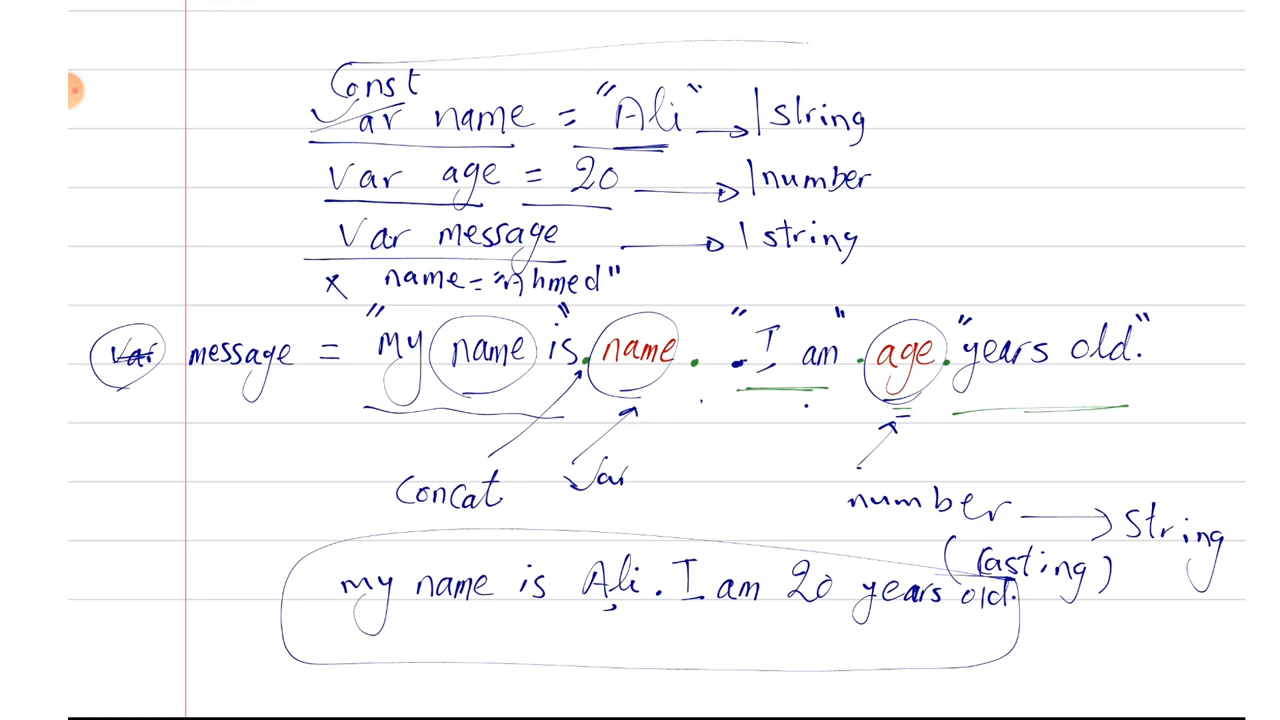 Const
Var name = "Ali" → | string
Var age = 20 → | number
Var message → | string
x name = "Ahmed"
Var message = "My name is" . name . ". I am" . age . "years old."
Concat Var
number → String
(Casting)
my name is Ali. I am 20 years old.